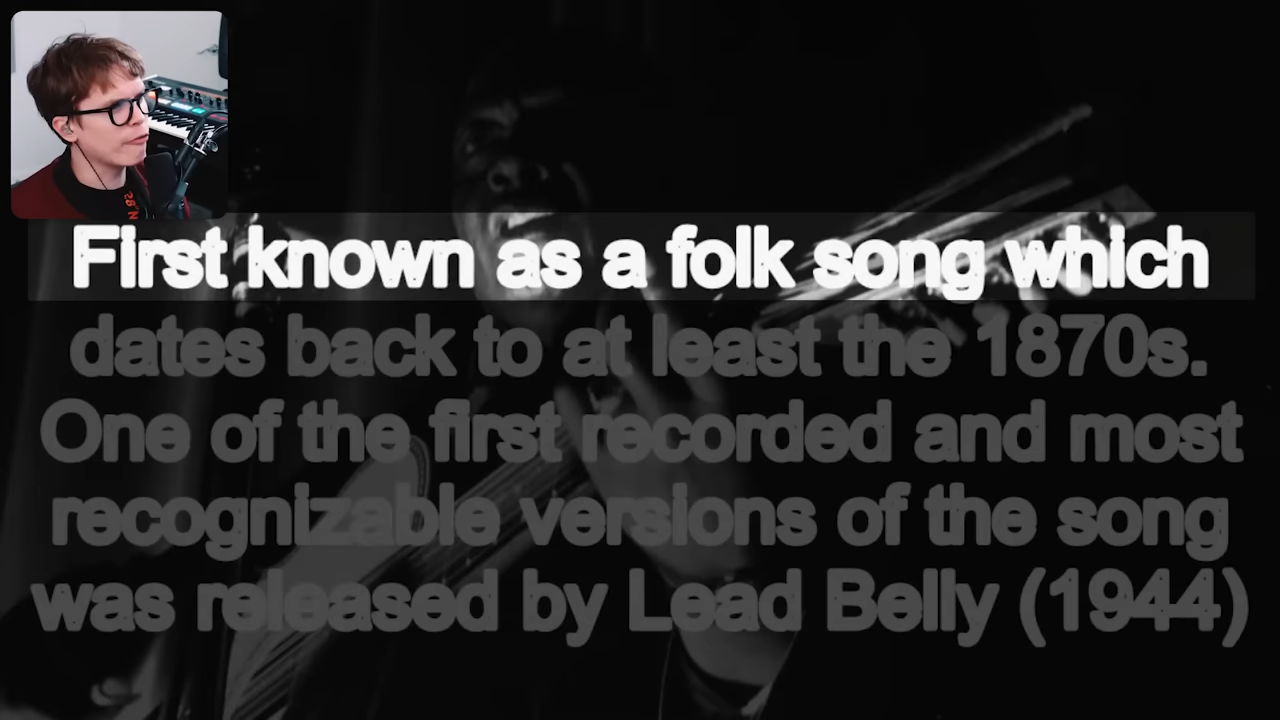 First known as a folk song which
dates back to at least the 1870s.
One of the first recorded and most
recognizable versions of the song
was released by Lead Belly (1944)